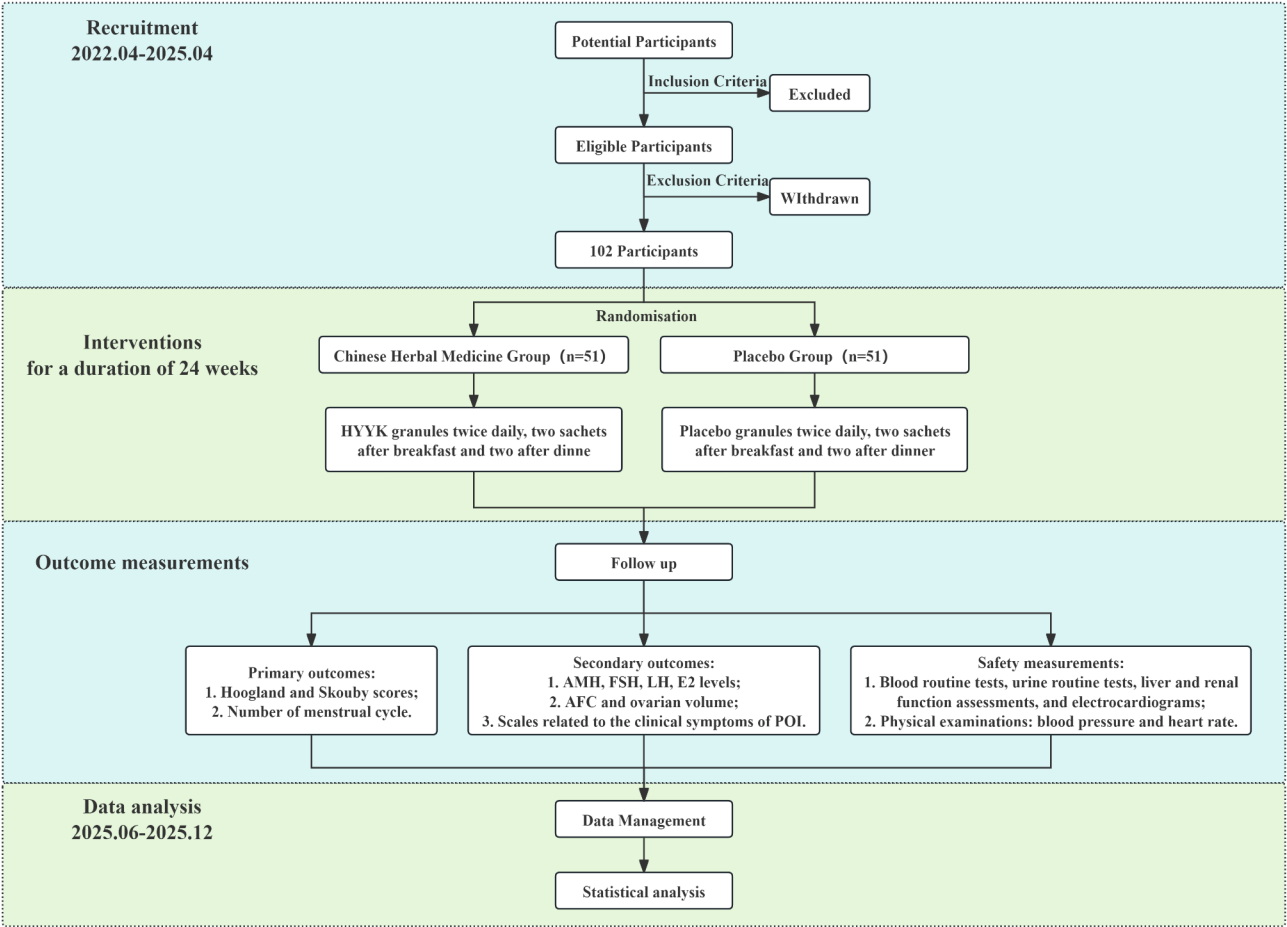 Recruitment
2022.04-2025.04
Potential Participants
Inclusion Criteria
Excluded
Eligible Participants
Exclusion Criteria
WIthdrawn
102 Participants
Interventions
for a duration of 24 weeks
Randomisation
Chinese Herbal Medicine Group（n=51）
Placebo Group（n=51）
HYYK granules twice daily, two sachets
after breakfast and two after dinne
Placebo granules twice daily, two sachets
after breakfast and two after dinner
Outcome measurements
Follow up
Primary outcomes:
1. Hoogland and Skouby scores;
2. Number of menstrual cycle.
Secondary outcomes:
1. AMH, FSH, LH, E2 levels;
2. AFC and ovarian volume;
3. Scales related to the clinical symptoms of POI.
Safety measurements:
1. Blood routine tests, urine routine tests, liver and renal
function assessments, and electrocardiograms;
2. Physical examinations: blood pressure and heart rate.
Data analysis
2025.06-2025.12
Data Management
Statistical analysis